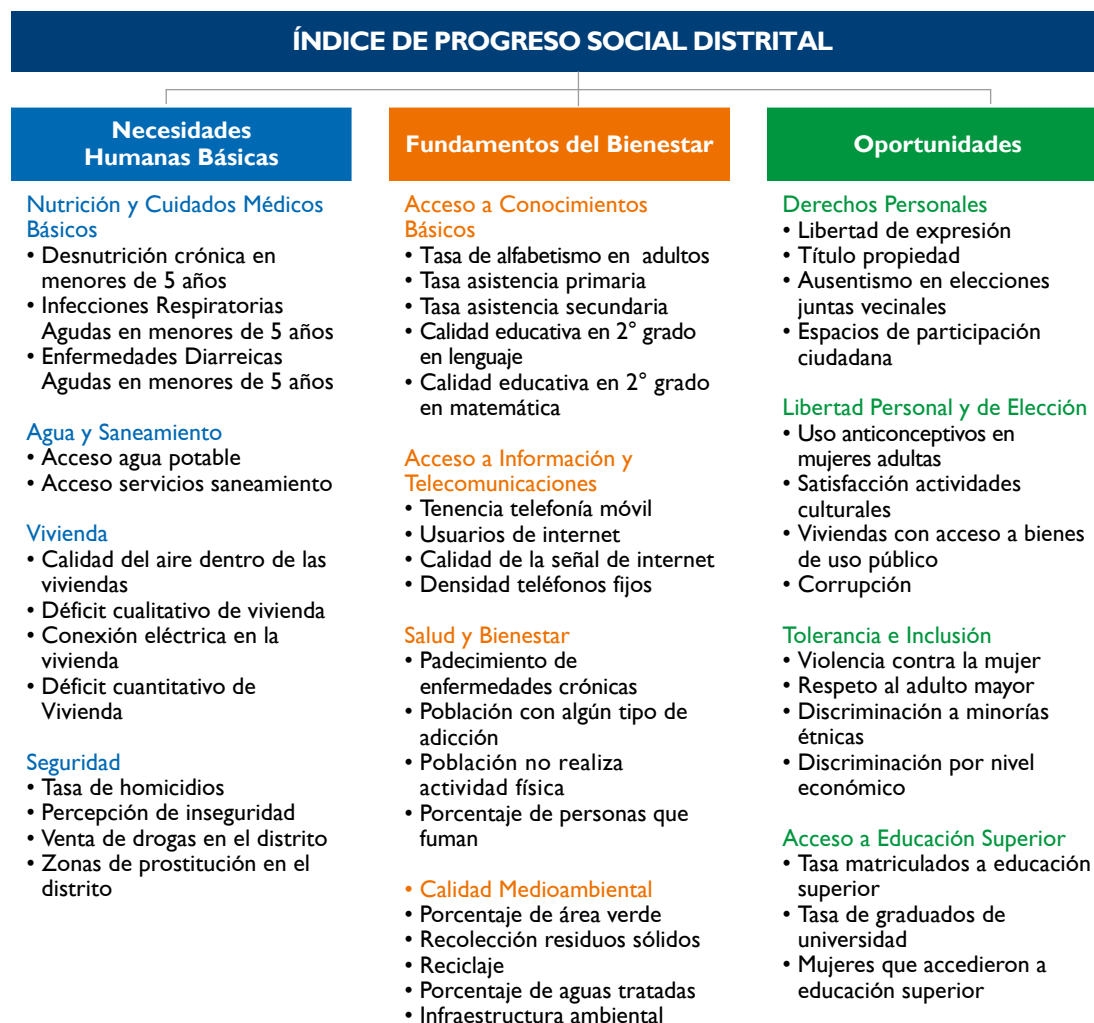 ÍNDICE DE PROGRESO SOCIAL DISTRITAL
Necesidades
Humanas Básicas
Nutrición y Cuidados Médicos
Básicos
• Desnutrición crónica en
menores de 5 años
• Infecciones Respiratorias
Agudas en menores de 5 años
• Enfermedades Diarreicas
Agudas en menores de 5 años
Agua y Saneamiento
• Acceso agua potable
• Acceso servicios saneamiento
Vivienda
• Calidad del aire dentro de las
viviendas
• Déficit cualitativo de vivienda
• Conexión eléctrica en la
vivienda
• Déficit cuantitativo de
Vivienda
Seguridad
• Tasa de homicidios
• Percepción de inseguridad
• Venta de drogas en el distrito
• Zonas de prostitución en el
distrito
Fundamentos del Bienestar
Acceso a Conocimientos
Básicos
• Tasa de alfabetismo en adultos
• Tasa asistencia primaria
• Tasa asistencia secundaria
• Calidad educativa en 2° grado
en lenguaje
• Calidad educativa en 2° grado
en matemática
Acceso a Información y
Telecomunicaciones
• Tenencia telefonía móvil
• Usuarios de internet
• Calidad de la señal de internet
• Densidad teléfonos fijos
Salud y Bienestar
• Padecimiento de
enfermedades crónicas
• Población con algún tipo de
adicción
• Población no realiza
actividad física
• Porcentaje de personas que
fuman
• Calidad Medioambiental
• Porcentaje de área verde
• Recolección residuos sólidos
• Reciclaje
• Porcentaje de aguas tratadas
• Infraestructura ambiental
Oportunidades
Derechos Personales
• Libertad de expresión
• Título propiedad
• Ausentismo en elecciones
juntas vecinales
• Espacios de participación
ciudadana
Libertad Personal y de Elección
• Uso anticonceptivos en
mujeres adultas
• Satisfacción actividades
culturales
• Viviendas con acceso a bienes
de uso público
• Corrupción
Tolerancia e Inclusión
• Violencia contra la mujer
• Respeto al adulto mayor
• Discriminación a minorías
étnicas
• Discriminación por nivel
económico
Acceso a Educación Superior
• Tasa matriculados a educación
superior
• Tasa de graduados de
universidad
• Mujeres que accedieron a
educación superior